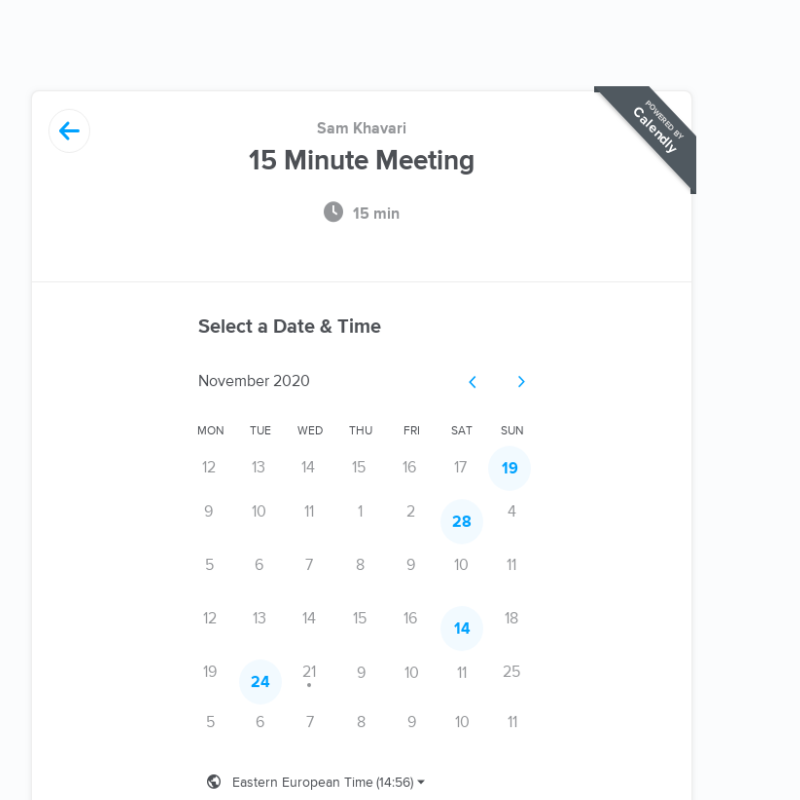 POWERED BY
Calendly
Sam Khavari
15 Minute Meeting
15 min
Select a Date & Time
November 2020
MON TUE WED THU FRI SAT SUN
12 13 14 15 16 17 19
9 10 11 1 2 28 4
5 6 7 8 9 10 11
12 13 14 15 16 14 18
19 24 21 9 10 11 25
5 6 7 8 9 10 11
Eastern European Time (14:56)